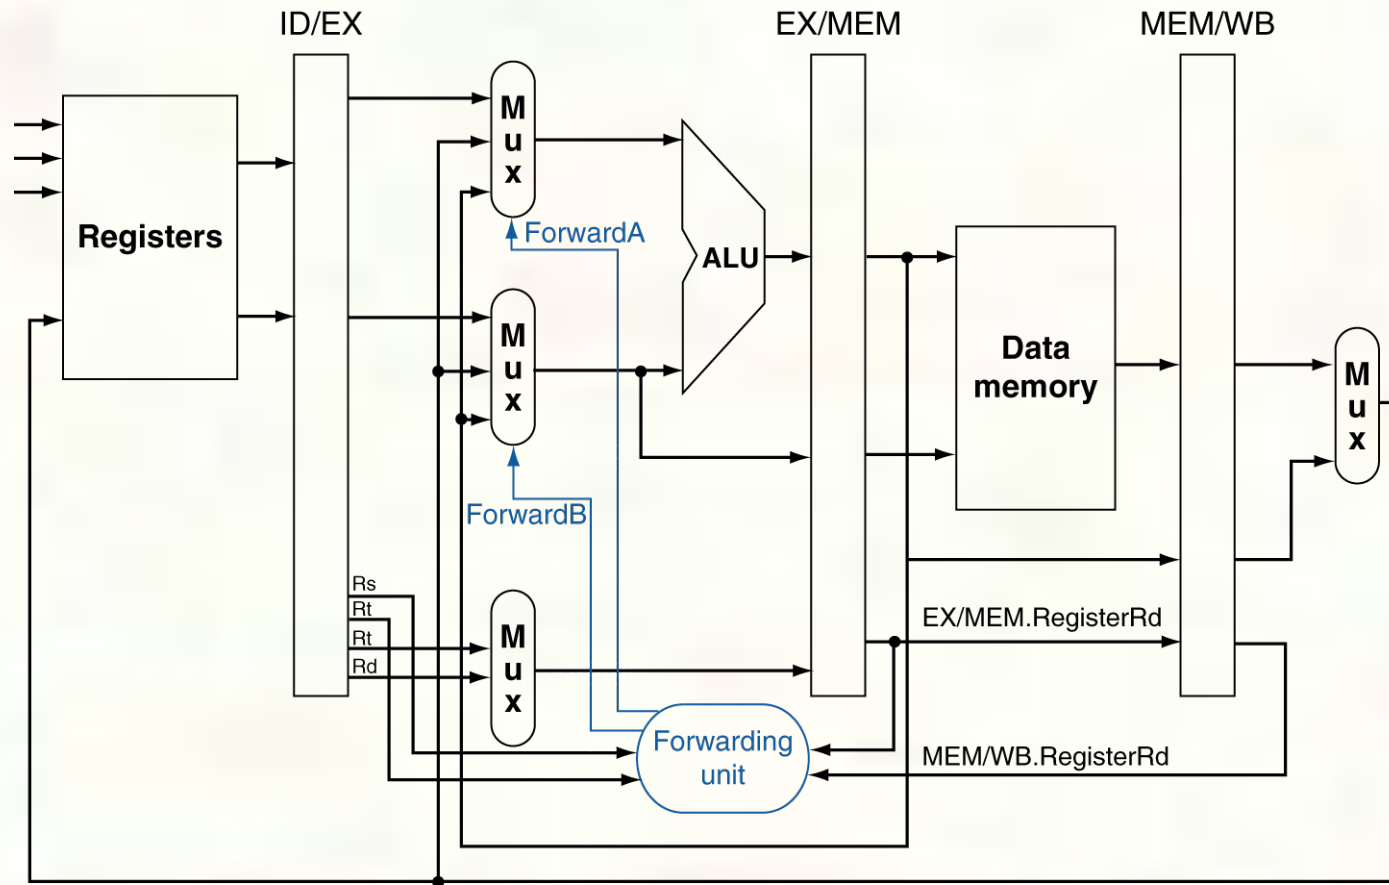 ID/EX
EX/MEM
MEM/WB
M
u
x
Registers
ForwardA
ALU
M
u
x
Data
memory
M
u
x
ForwardB
Rs
Rt
Rt
Rd
M
u
x
EX/MEM.RegisterRd
Forwarding
unit
MEM/WB.RegisterRd